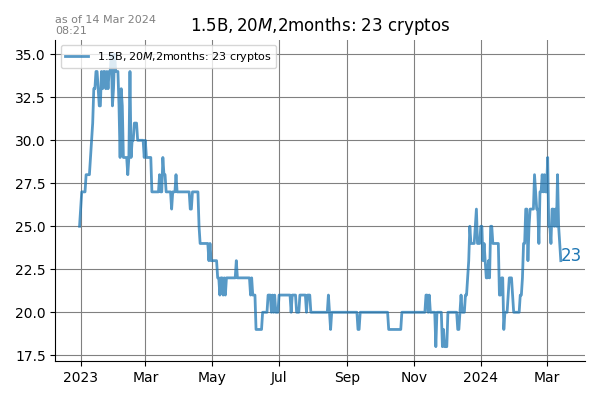 as of 14 Mar 2024
08:21
1.5B, 20M,2months: 23 cryptos
1.5B, 20M,2months: 23 cryptos
35.0
32.5
30.0
27.5
25.0
22.5
20.0
17.5
23
2023 Mar May Jul Sep Nov 2024 Mar